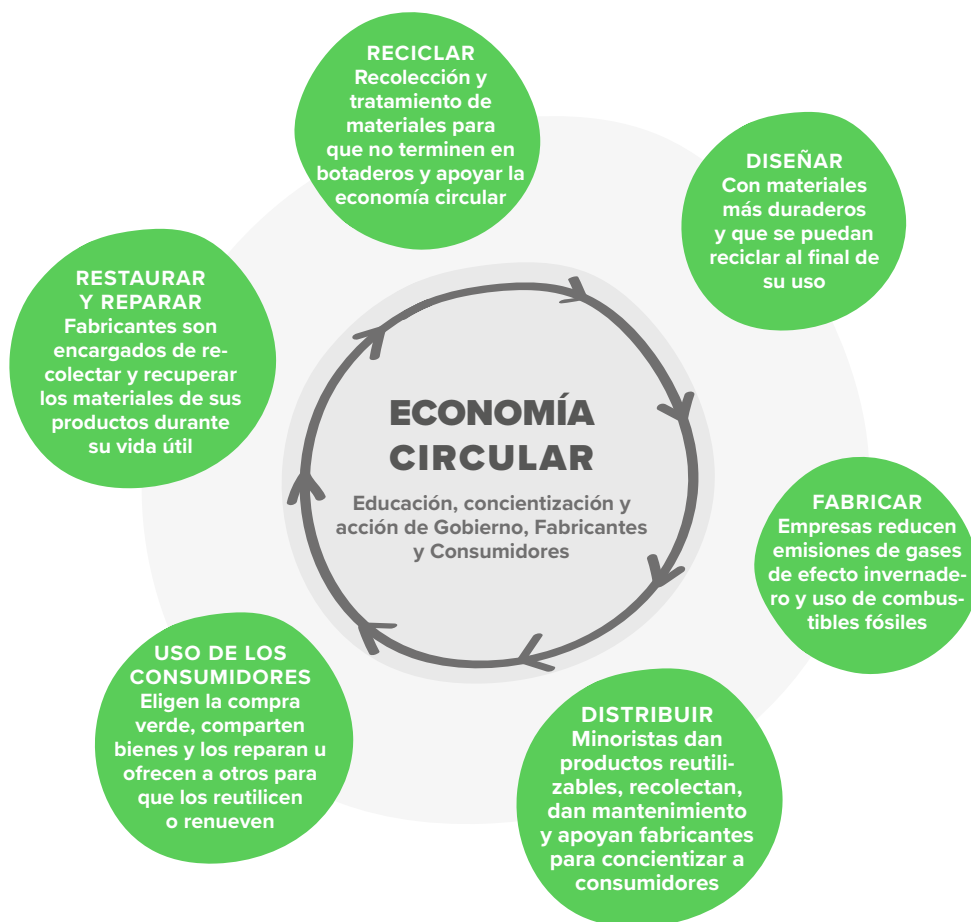 RECICLAR
Recolección y
tratamiento de
materiales para
que no terminen en
botaderos y apoyar la
economía circular
DISEÑAR
Con materiales
más duraderos
y que se puedan
reciclar al final de
su uso
RESTAURAR
Y REPARAR
Fabricantes son
encargados de re-
colectar y recuperar
los materiales de sus
productos durante
su vida útil
ECONOMÍA
CIRCULAR
Educación, concientización y
acción de Gobierno, Fabricantes
y Consumidores
FABRICAR
Empresas reducen
emisiones de gases
de efecto invernade-
ro y uso de combus-
tibles fósiles
USO DE LOS
CONSUMIDORES
Eligen la compra
verde, comparten
bienes y los reparan u
ofrecen a otros para
que los reutilicen
o renueven
DISTRIBUIR
Minoristas dan
productos reutili-
zables, recolectan,
dan mantenimiento
y apoyan fabricantes
para concientizar a
consumidores